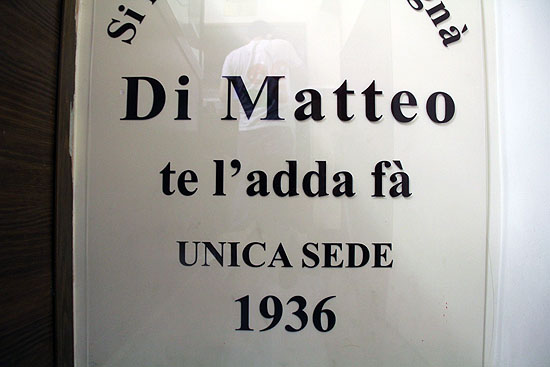 Si
Di Matteo
te l'adda fà
UNICA SEDE
1936